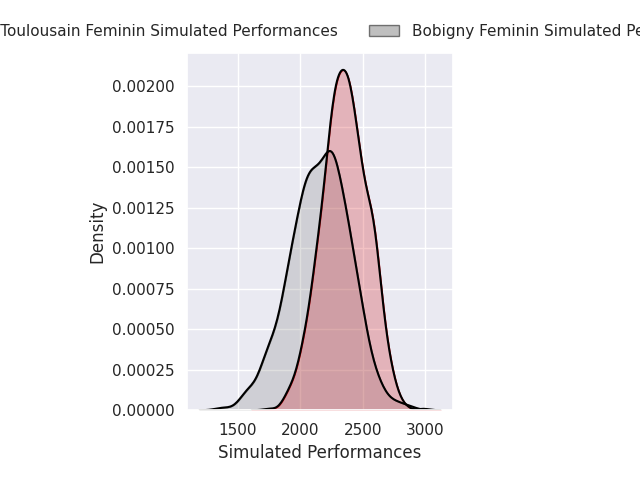 Toulousain Feminin Simulated Performances
Bobigny Feminin Simulated
Density
0.00200
0.00175
0.00150
0.00125
0.00100
0.00075
0.00050
0.00025
0.00000
1500 2000 2500 3000
Simulated Performances